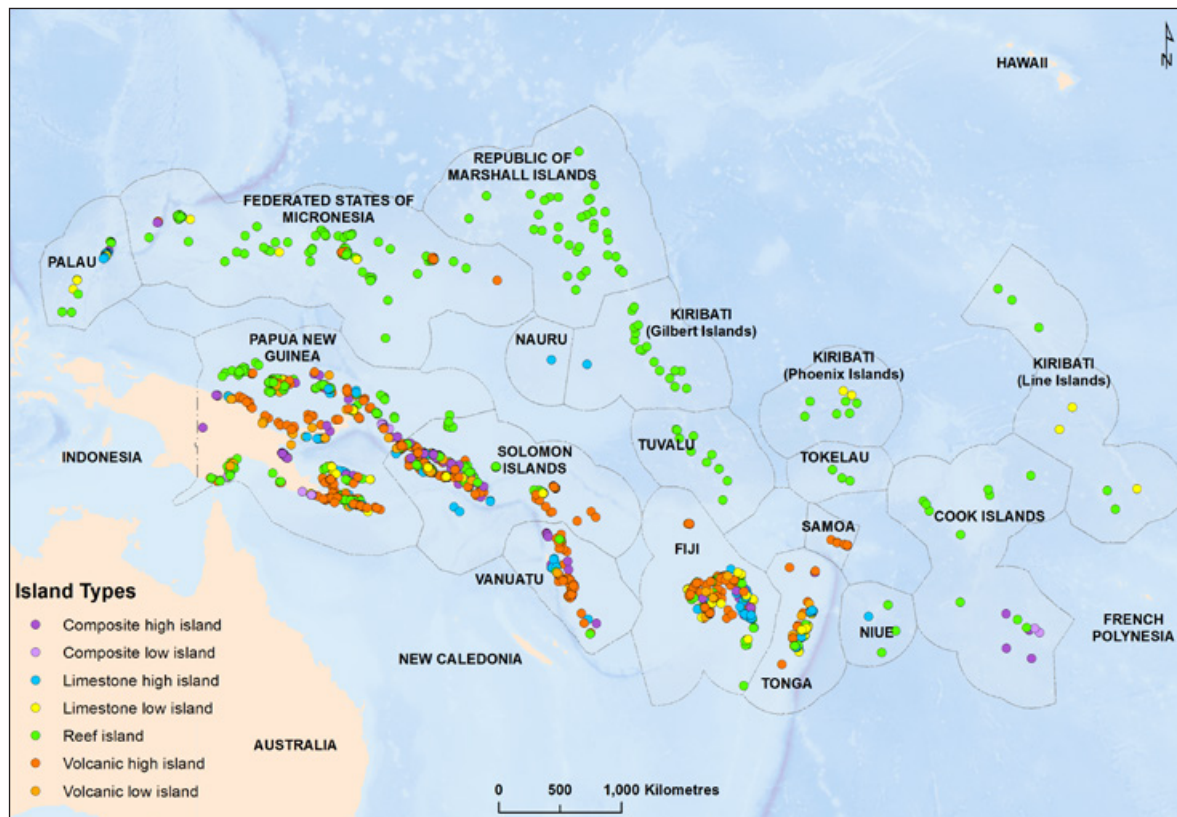 HAWAII
REPUBLIC OF
MARSHALL ISLANDS
FEDERATED STATES OF
MICRONESIA
PALAU
KIRIBATI
(Gilbert Islands)
NAURU
PAPUA NEW
GUINEA
KIRIBATI
(Phoenix Islands)
KIRIBATI
(Line Islands)
INDONESIA
SOLOMON
ISLANDS
TUVALU
TOKELAU
COOK ISLANDS
SAMOA
FIJI
VANUATU
NIUE
FRENCH
POLYNESIA
NEW CALEDONIA
TONGA
AUSTRALIA
Island Types
Composite high island
Composite low island
Limestone high island
Limestone low island
Reef island
Volcanic high island
Volcanic low island
0 500 1,000 Kilometres
N